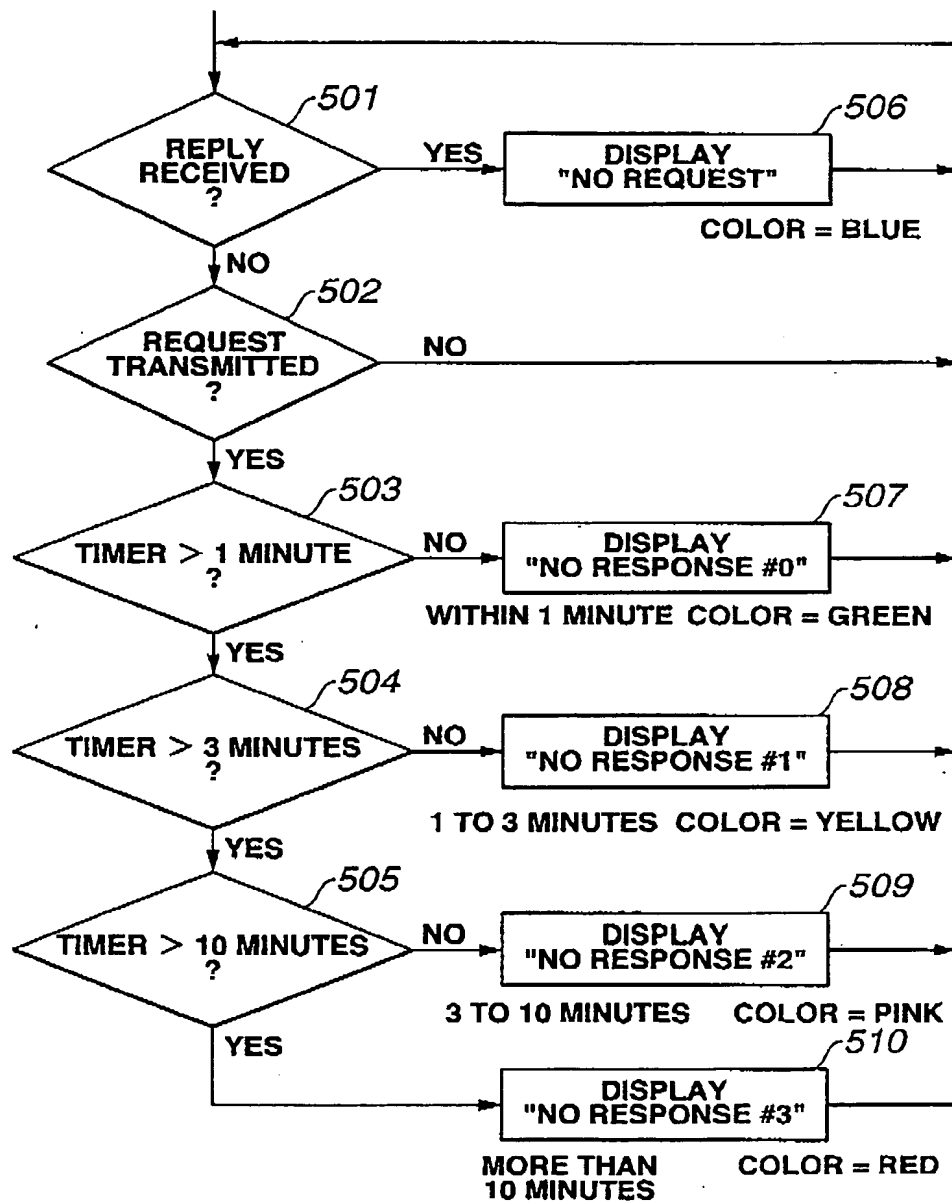 501
REPLY
RECEIVED
?
YES
506
DISPLAY
"NO REQUEST"
COLOR = BLUE
NO
502
REQUEST
TRANSMITTED
?
NO
YES
503
TIMER > 1 MINUTE
?
NO
507
DISPLAY
"NO RESPONSE #0"
WITHIN 1 MINUTE COLOR = GREEN
YES
504
TIMER > 3 MINUTES
?
NO
508
DISPLAY
"NO RESPONSE #1"
1 TO 3 MINUTES COLOR = YELLOW
YES
505
TIMER > 10 MINUTES
?
NO
509
DISPLAY
"NO RESPONSE #2"
3 TO 10 MINUTES COLOR = PINK
YES
510
DISPLAY
"NO RESPONSE #3"
MORE THAN
10 MINUTES
COLOR = RED